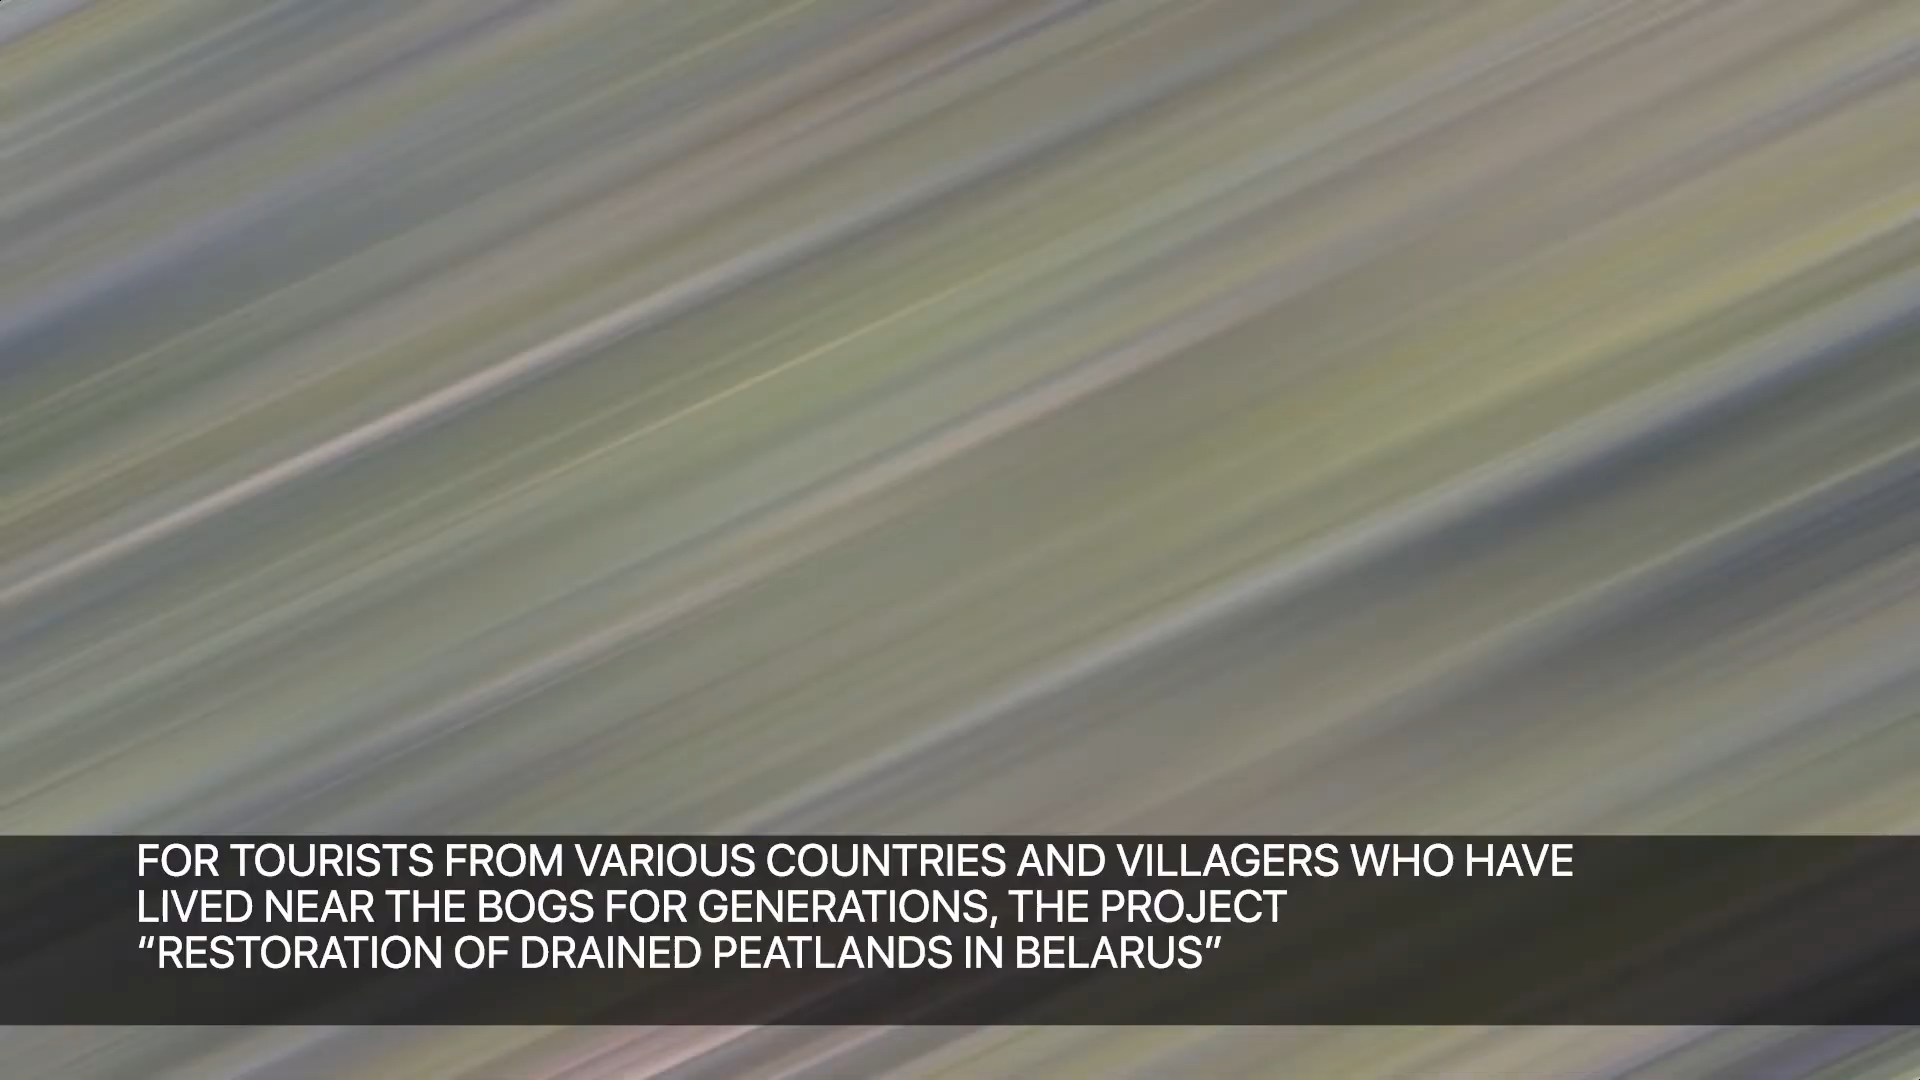 FOR TOURISTS FROM VARIOUS COUNTRIES AND VILLAGERS WHO HAVE
LIVED NEAR THE BOGS FOR GENERATIONS, THE PROJECT
“RESTORATION OF DRAINED PEATLANDS IN BELARUS”